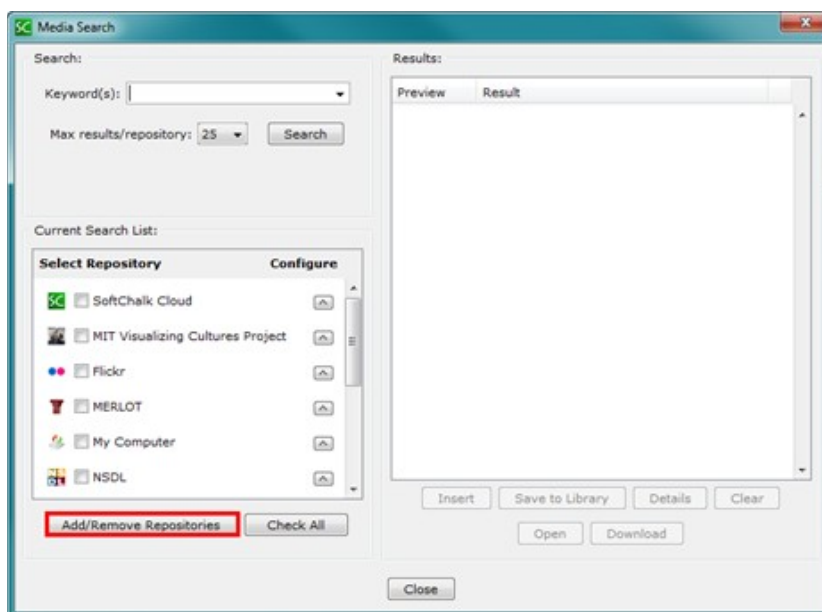 SC Media Search
Search:
Keyword(s):
Max results/repository: 25 Search
Current Search List:
Select Repository Configure
SC SoftChalk Cloud
MIT Visualizing Cultures Project
Flickr
MERLOT
My Computer
NSDL
Add/Remove Repositories Check All
Results:
Preview Result
Insert Save to Library Details Clear
Open Download
Close